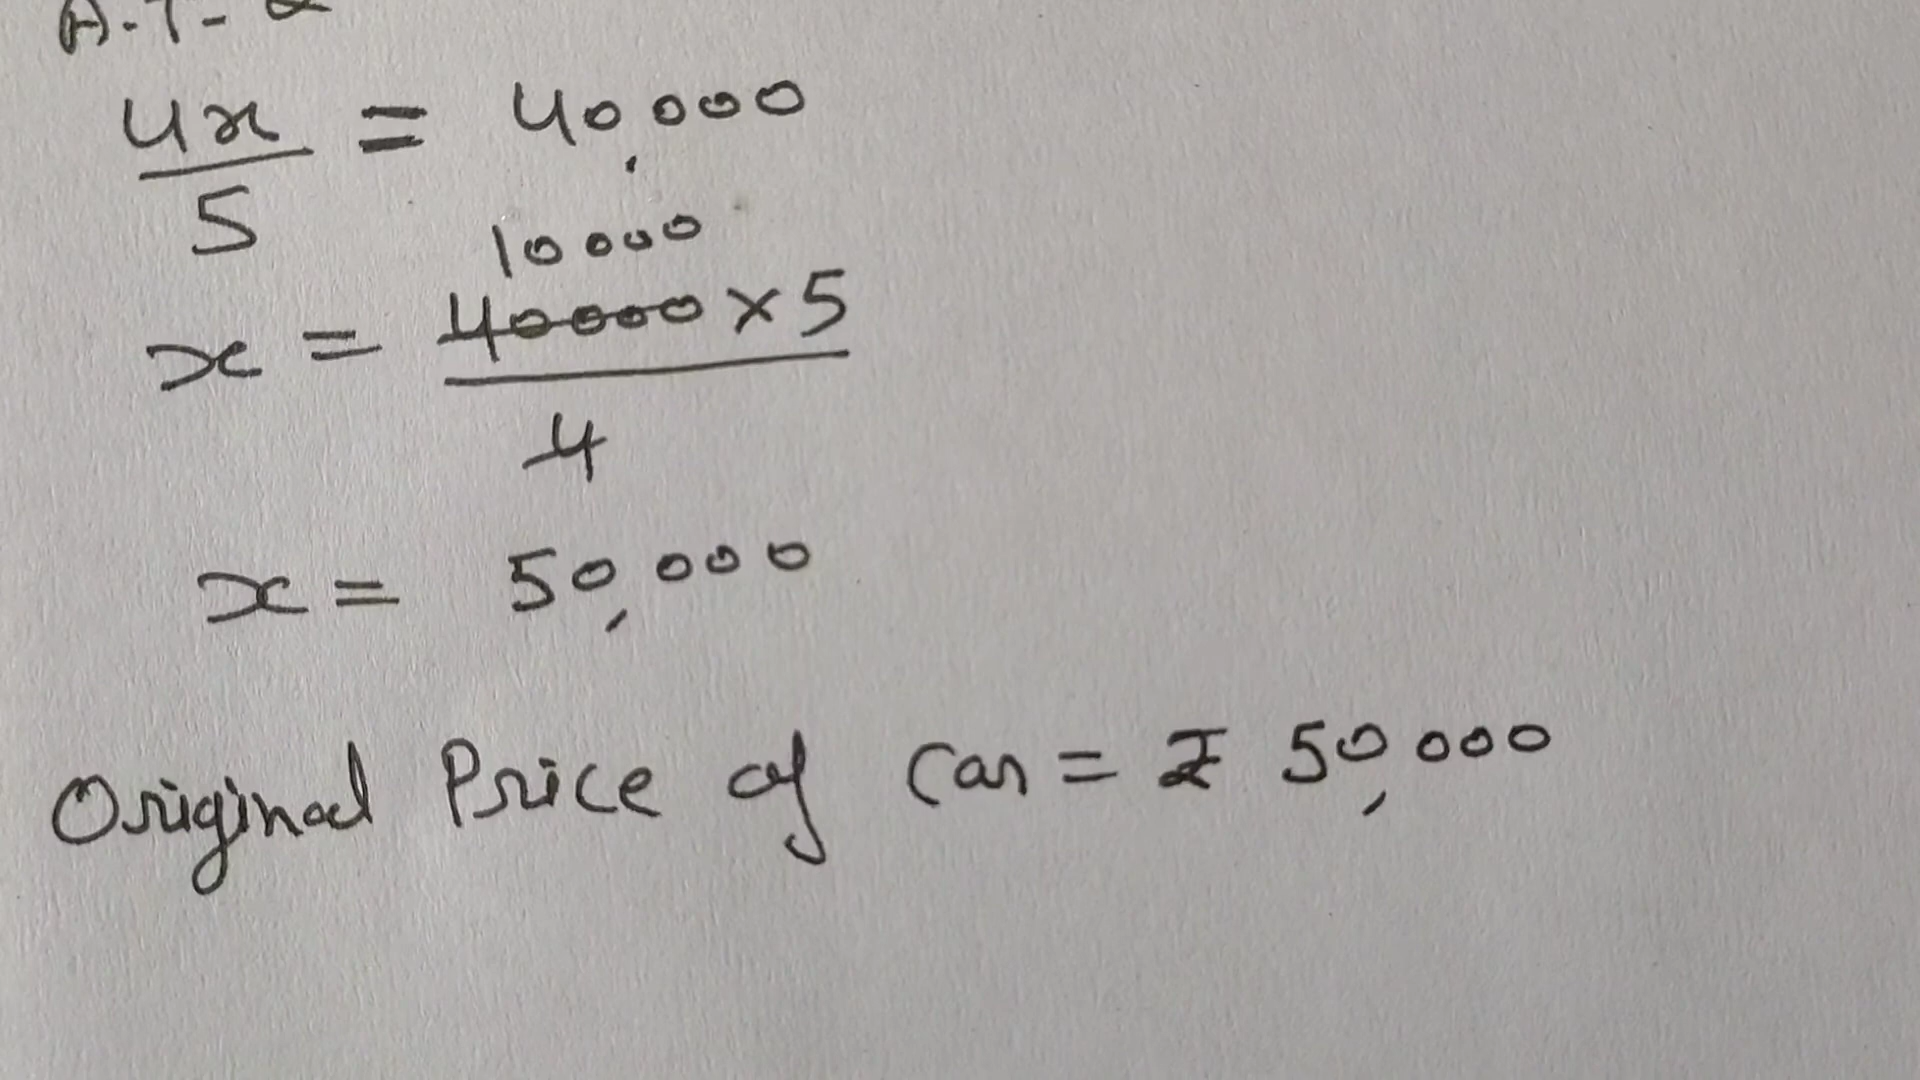 A.T-Q
4x/5 = 40,000
10000
x = 40000 x 5 / 4
x = 50,000
Original Price of Car = ₹ 50,000